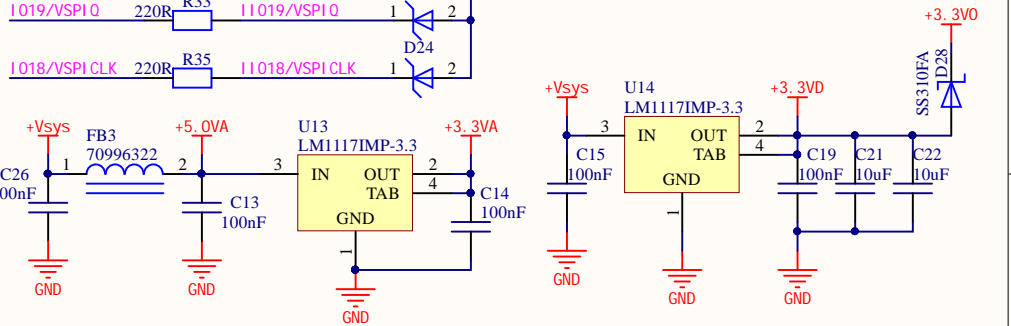 IO19/VSPIQ 220R R33 IIO19/VSPIQ 1 2
D24
IO18/VSPICLK 220R R35 IIO18/VSPICLK 1 2
+3.3VO
SS310FA
D28
+Vsys
FB3
70996322
1 2
+5.0VA
U13
LM1117IMP-3.3
+3.3VA
3 IN OUT 2
TAB 4
GND
1
C26
00nF
C13
100nF
C14
100nF
GND
GND
GND
+Vsys
U14
LM1117IMP-3.3
+3.3VD
3 IN OUT 2
TAB 4
GND
1
C15
100nF
C19
100nF
C21
10uF
C22
10uF
GND
GND
GND